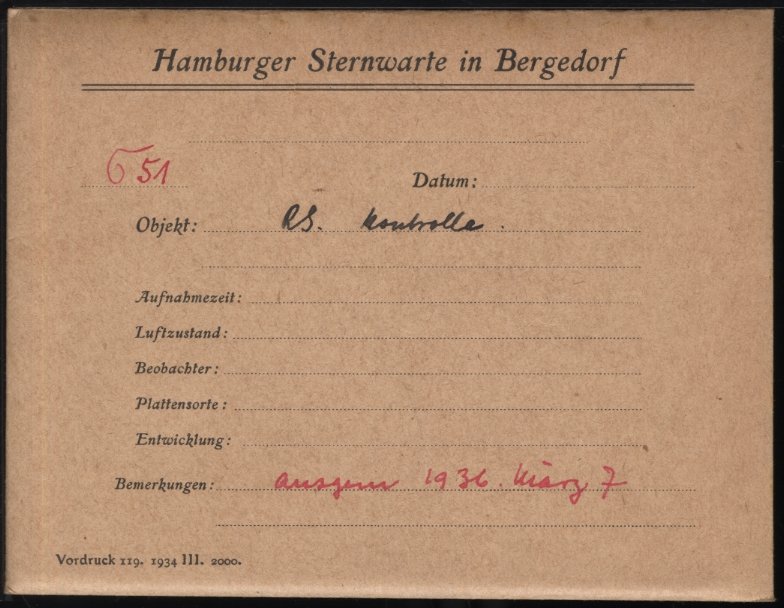 Hamburger Sternwarte in Bergedorf
51
Datum:
Objekt: RS. Kontrolle.
Aufnahmezeit:
Luftzustand:
Beobachter:
Plattensorte:
Entwicklung:
Bemerkungen: 1936. März 7
Vordruck 119. 1934 III. 2000.